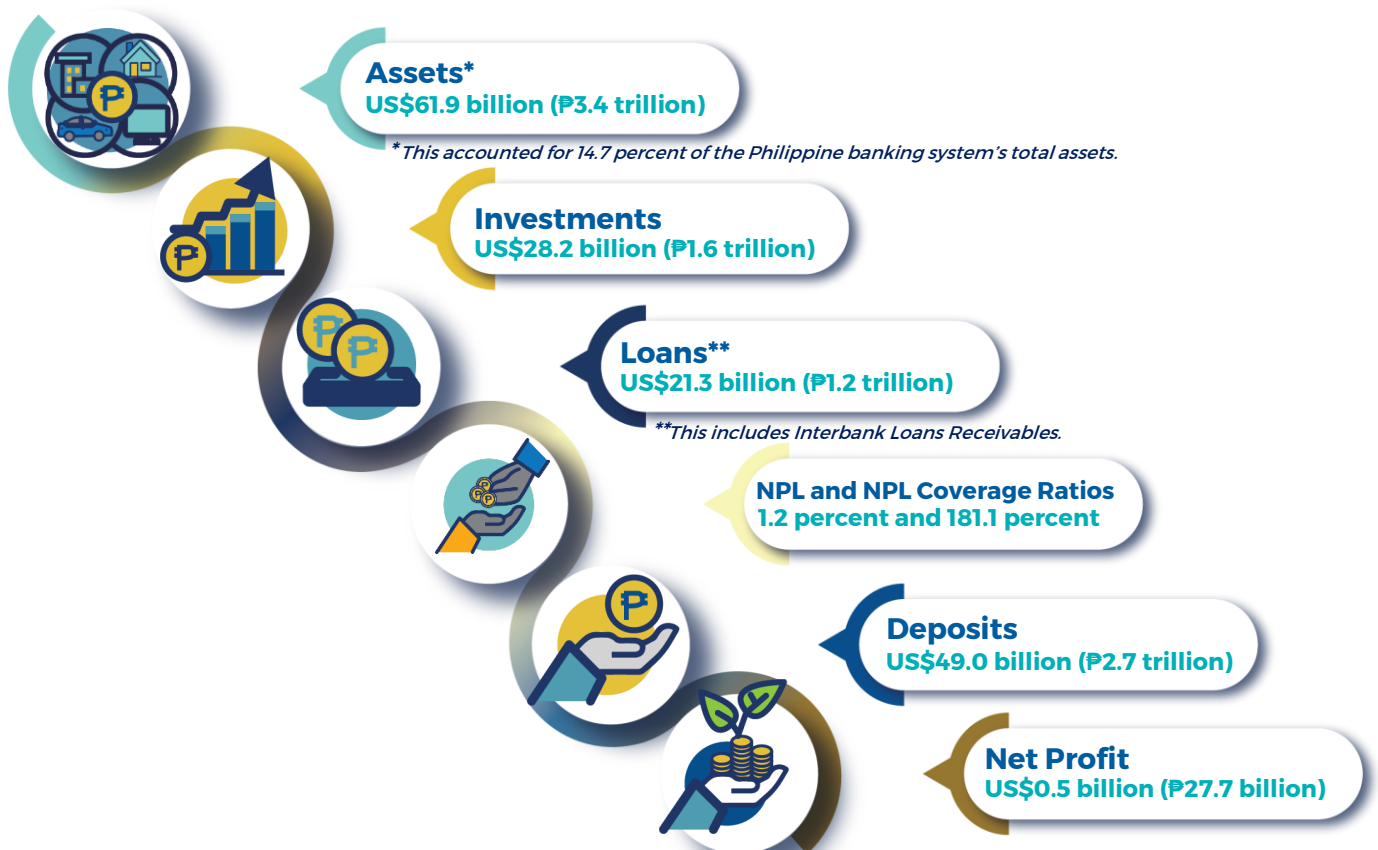 Assets*
US$61.9 billion (₱3.4 trillion)
*This accounted for 14.7 percent of the Philippine banking system's total assets.
Investments
US$28.2 billion (₱1.6 trillion)
Loans**
US$21.3 billion (₱1.2 trillion)
**This includes Interbank Loans Receivables.
NPL and NPL Coverage Ratios
1.2 percent and 181.1 percent
Deposits
US$49.0 billion (₱2.7 trillion)
Net Profit
US$0.5 billion (₱27.7 billion)